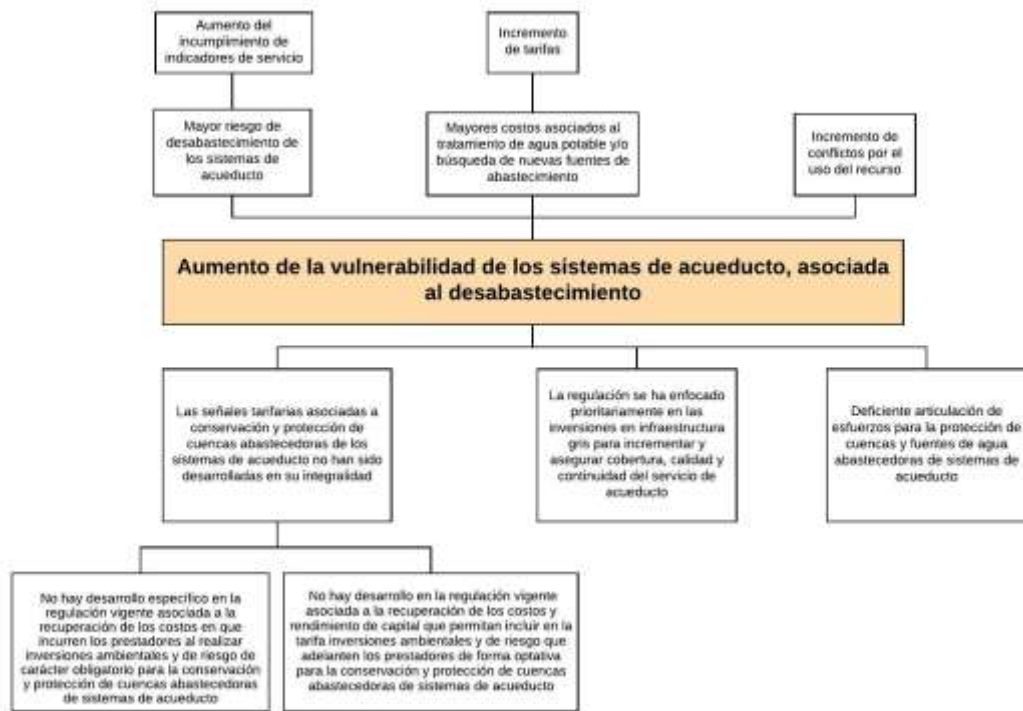 Aumento del
incumplimiento de
indicadores de servicio
Incremento
de tarifas
Mayor riesgo de
desabastecimiento de
los sistemas de
acueducto
Mayores costos asociados al
tratamiento de agua potable y/o
búsqueda de nuevas fuentes de
abastecimiento
Incremento de
conflictos por el
uso del recurso
Aumento de la vulnerabilidad de los sistemas de acueducto, asociada
al desabastecimiento
Las señales tarifarias asociadas a
conservación y protección de
cuencas abastecedoras de los
sistemas de acueducto no han sido
desarrolladas en su integralidad
La regulación se ha enfocado
prioritariamente en las
inversiones en infraestructura
gris para incrementar y
asegurar cobertura, calidad y
continuidad del servicio de
acueducto
Deficiente articulación de
esfuerzos para la protección de
cuencas y fuentes de agua
abastecedoras de sistemas de
acueducto
No hay desarrollo específico en la
regulación vigente asociada a la
recuperación de los costos en que
incurren los prestadores al realizar
inversiones ambientales y de riesgo de
carácter obligatorio para la conservación
y protección de cuencas abastecedoras
de sistemas de acueducto
No hay desarrollo en la regulación vigente
asociada a la recuperación de los costos y
rendimiento de capital que permitan incluir en la
tarifa inversiones ambientales y de riesgo que
adelanten los prestadores de forma optativa
para la conservación y protección de cuencas
abastecedoras de sistemas de acueducto